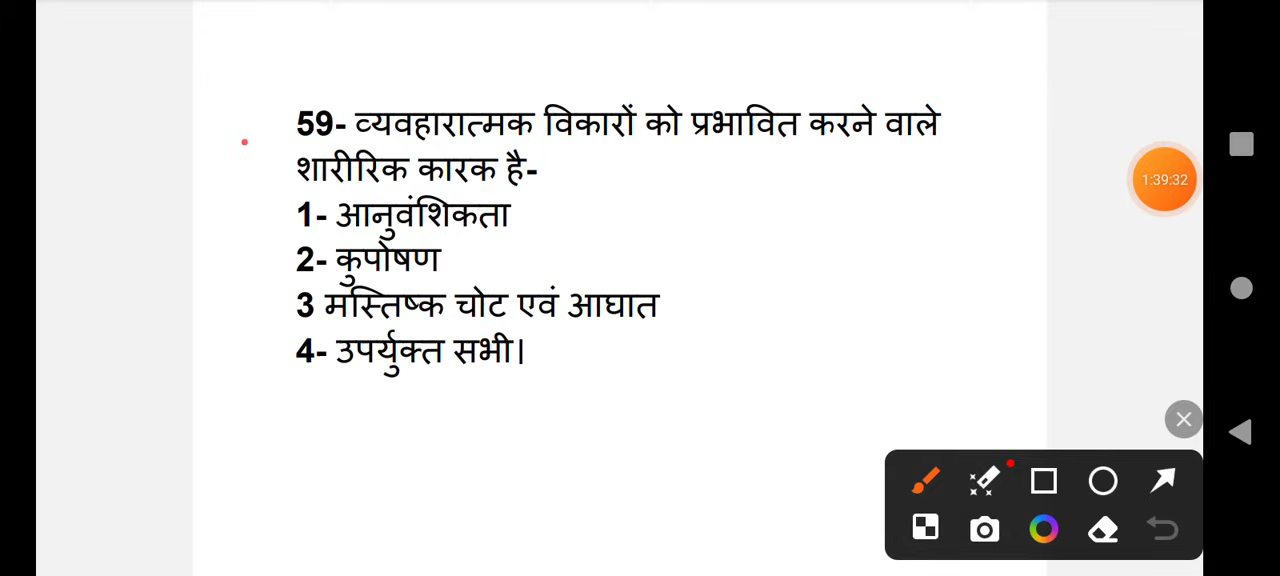 59- व्यवहारात्मक विकारों को प्रभावित करने वाले
शारीरिक कारक है-
1- आनुवंशिकता
2- कुपोषण
3 मस्तिष्क चोट एवं आघात
4- उपर्युक्त सभी।
1:39:32